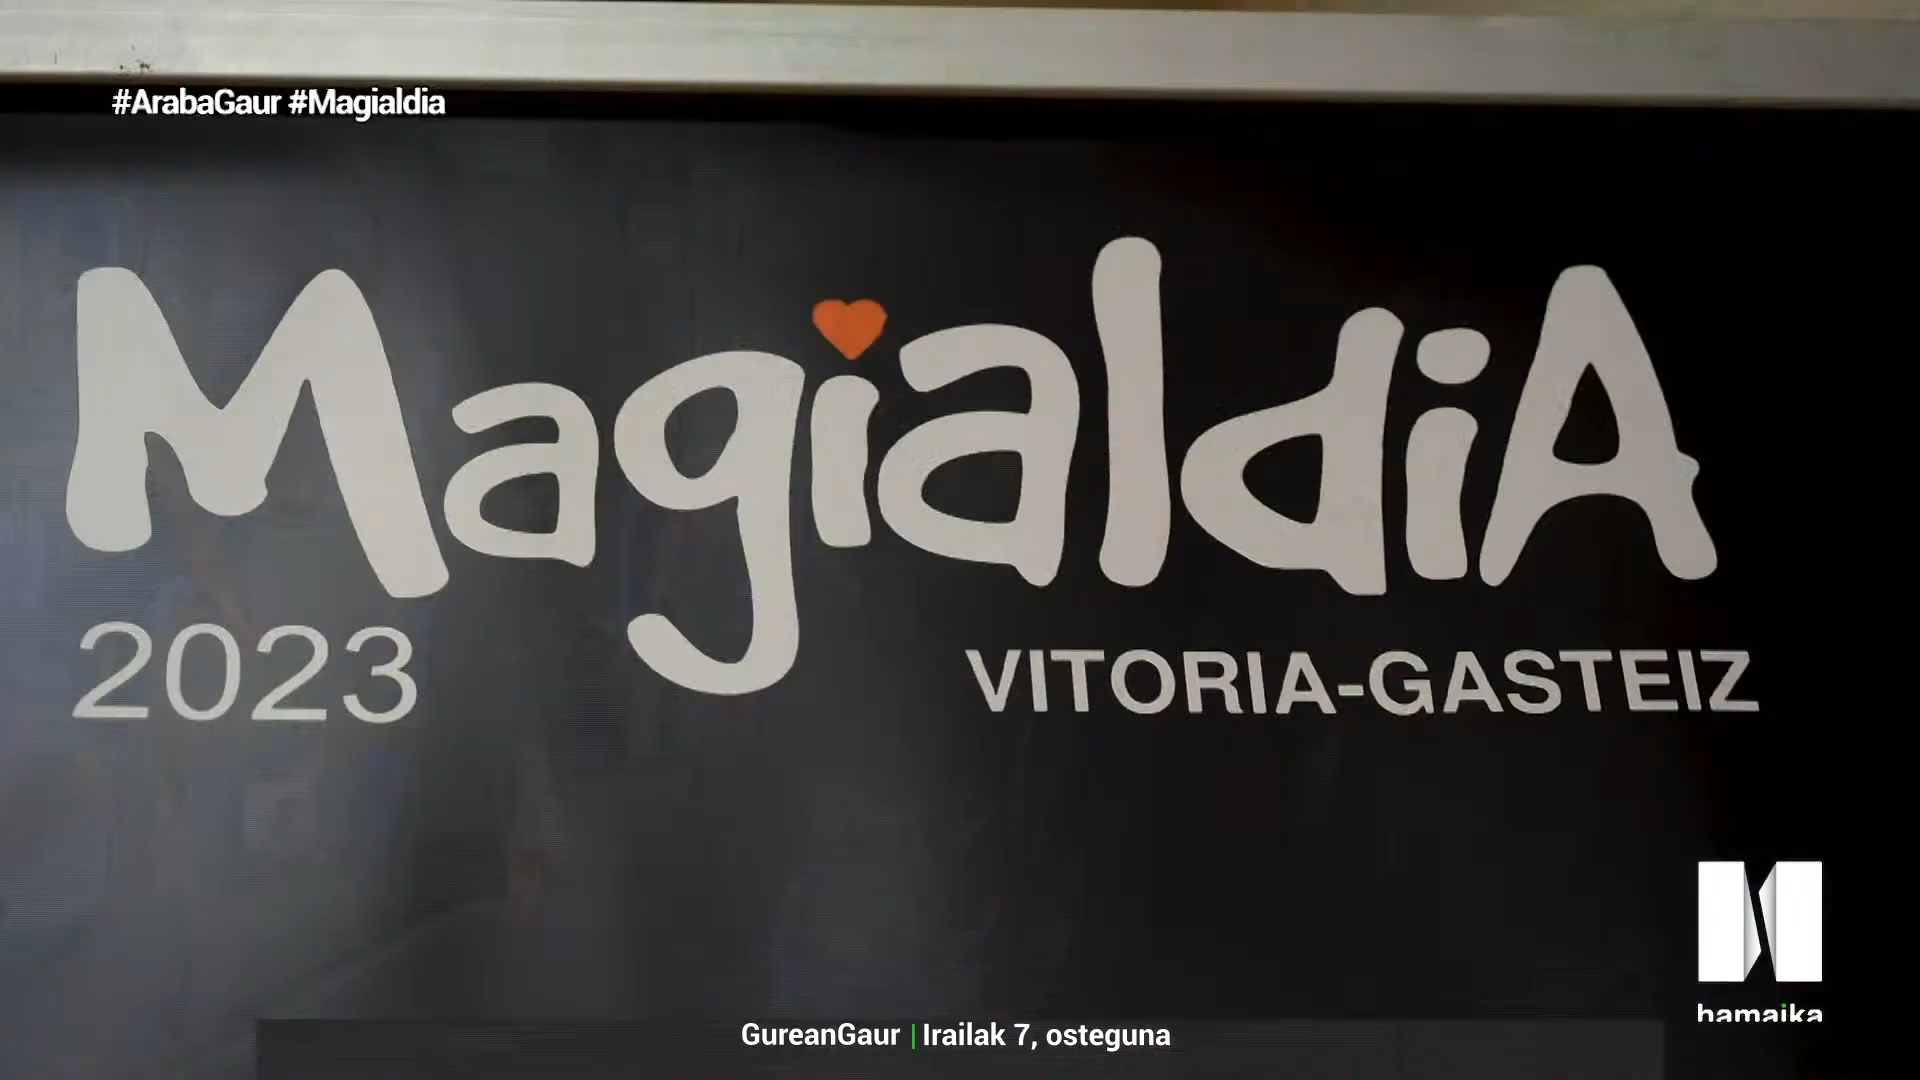 #ArabaGaur #Magialdia
MagialdiA
2023
VITORIA-GASTEIZ
hamaika
GureanGaur | Irailak 7, osteguna